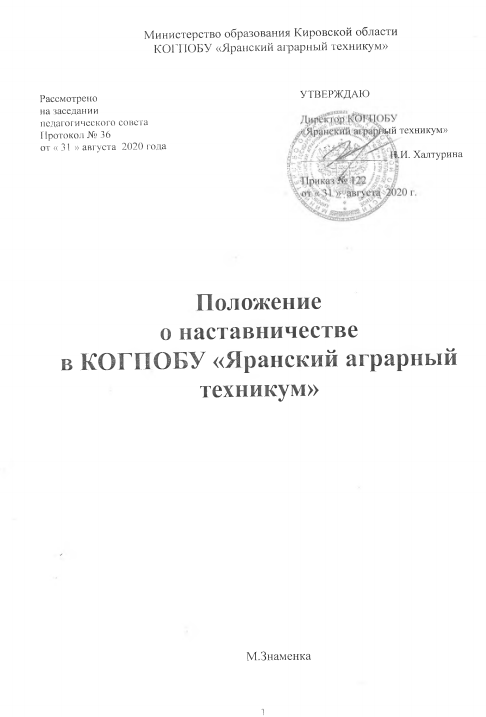 Министерство образования Кировской области
КОГПОБУ «Яранский аграрный техникум»
Рассмотрено
на заседании
педагогического совета
Протокол № 36
от « 31 » августа 2020 года
УТВЕРЖДАЮ
Директор КОГПОБУ
«Яранский аграрный техникум»
Н.И. Халтурина
Приказ № 122
от « 31 » августа 2020 г.
Положение
о наставничестве
в КОГПОБУ «Яранский аграрный
техникум»
М.Знаменка
1